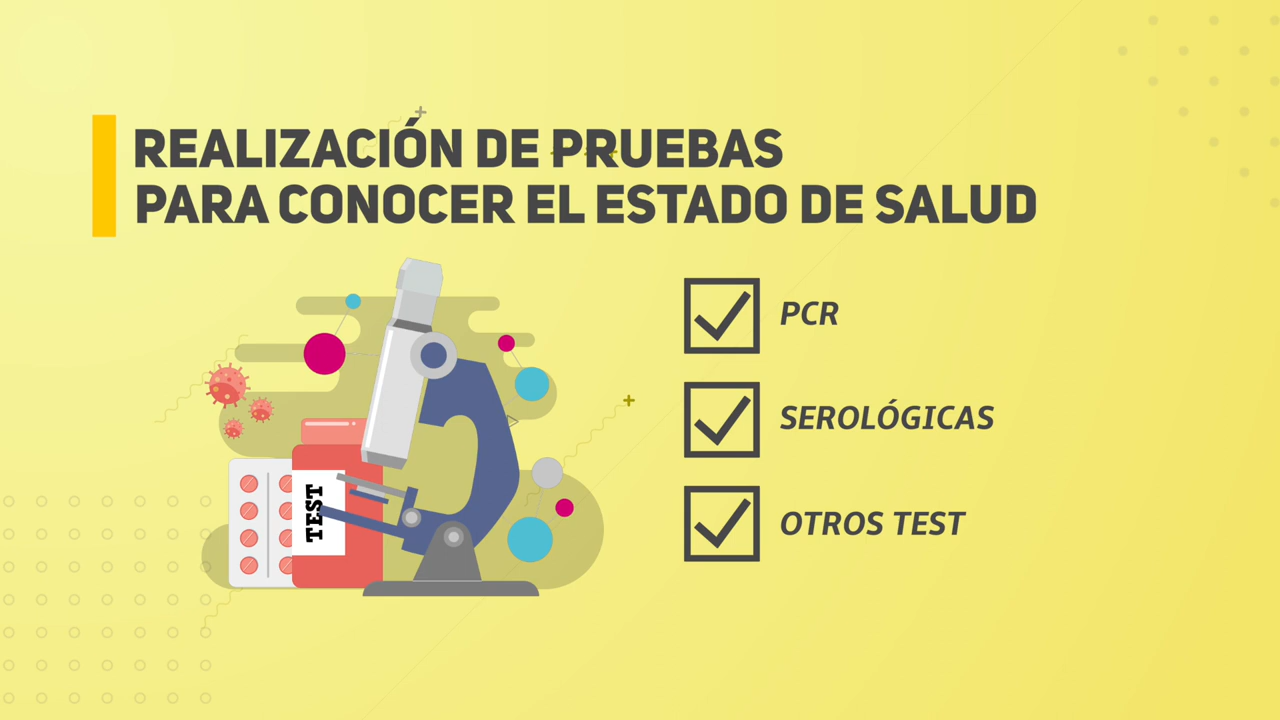 REALIZACIÓN DE PRUEBAS
PARA CONOCER EL ESTADO DE SALUD
PCR
SEROLÓGICAS
OTROS TEST
TEST